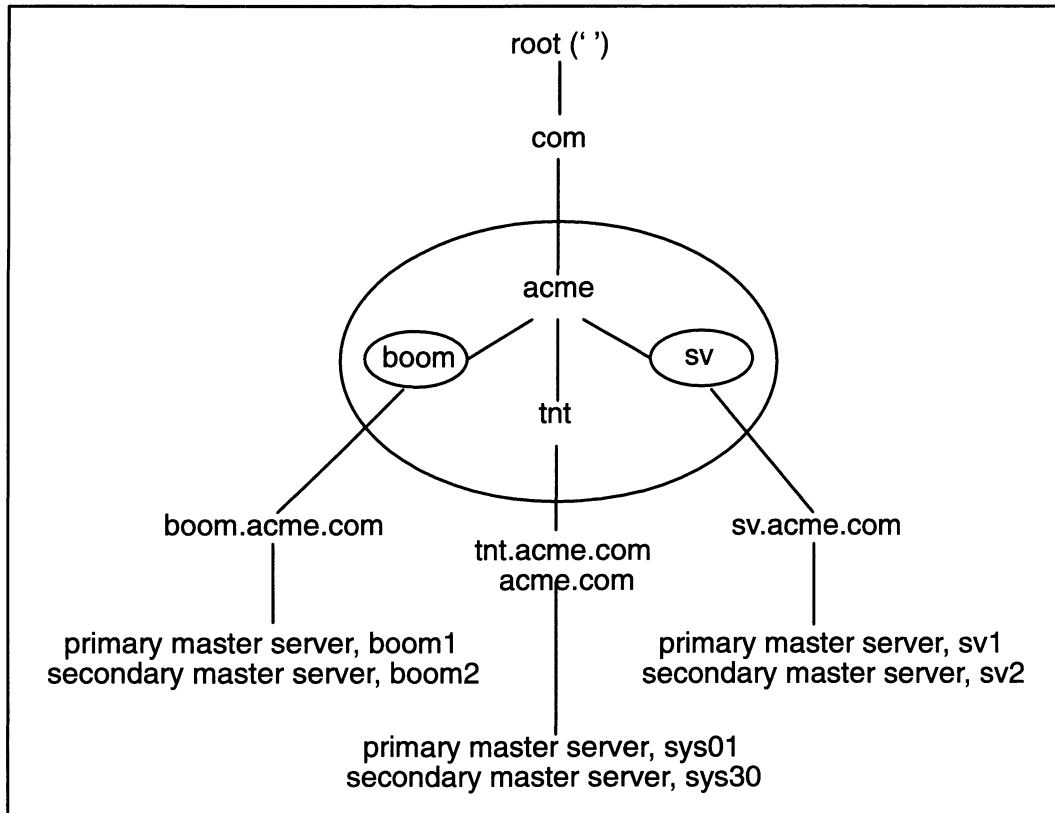 root (‘ ’)
com
acme
boom
sv
tnt
boom.acme.com
tnt.acme.com
acme.com
sv.acme.com
primary master server, boom1
secondary master server, boom2
primary master server, sv1
secondary master server, sv2
primary master server, sys01
secondary master server, sys30